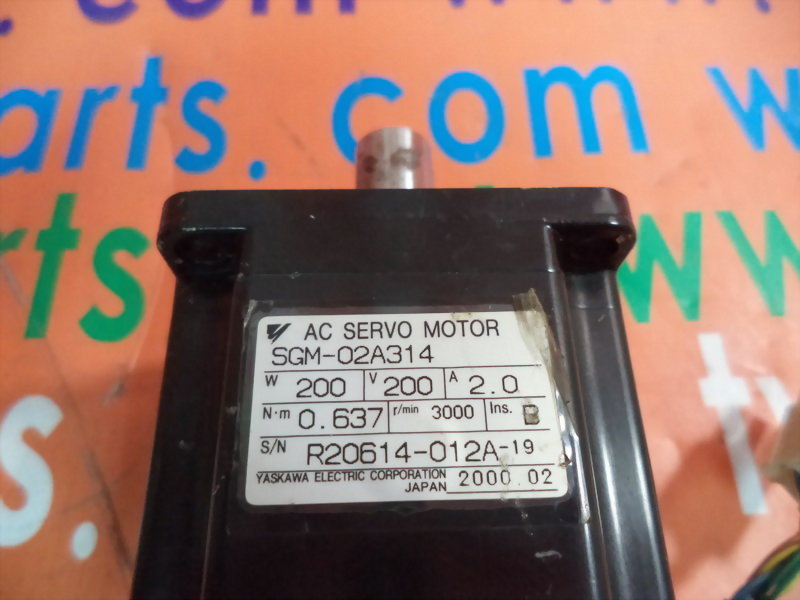 arts. com w
arts
w
s.
AC SERVO MOTOR
SGM-02A314
W 200 V 200 A 2.0
N·m 0.637 r/min 3000 Ins. B
S/N R20614-012A-19
YASKAWA ELECTRIC CORPORATION
JAPAN 2000.02